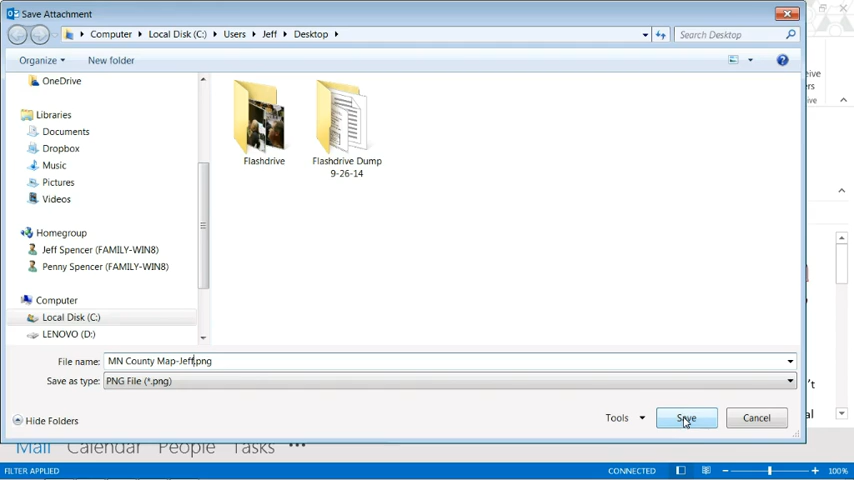 Save Attachment
Computer Local Disk (C:) Users Jeff Desktop Search Desktop
Organize New folder
OneDrive
Libraries
Documents
Dropbox
Music
Pictures
Videos
Homegroup
Jeff Spencer (FAMILY-WIN8)
Penny Spencer (FAMILY-WIN8)
Computer
Local Disk (C:)
LENOVO (D:)
Flashdrive
Flashdrive Dump
9-26-14
File name: MN County Map-Jeff.png
Save as type: PNG File (*.png)
Hide Folders Tools Save Cancel
Mail Calendar People Tasks
FILTER APPLIED CONNECTED 100%